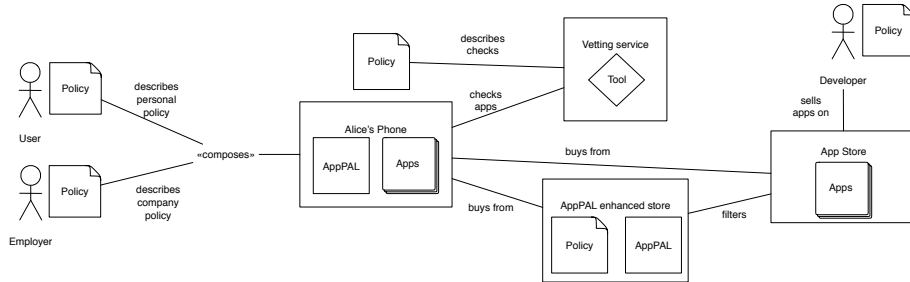 Policy
User
describes
personal
policy
Policy
Employer
describes
company
policy
«composes»
Policy
describes
checks
Vetting service
Tool
checks
apps
Alice's Phone
AppPAL
Apps
buys from
buys from
AppPAL enhanced store
Policy
AppPAL
filters
Policy
Developer
sells
apps on
App Store
Apps